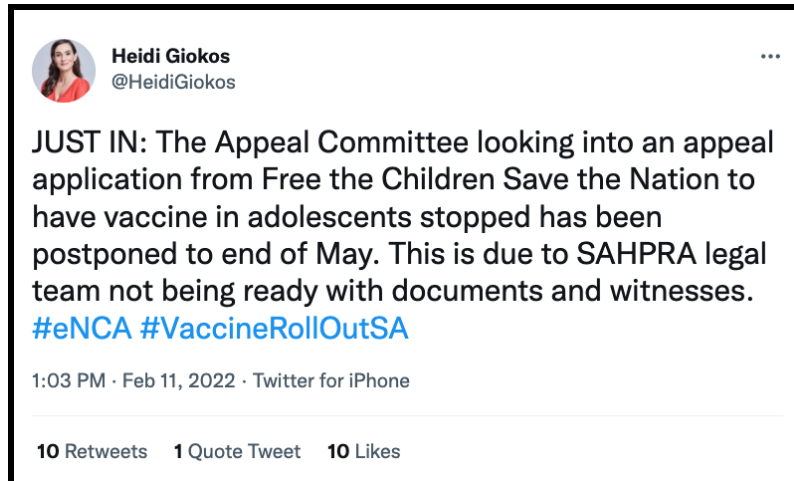 Heidi Giokos
@HeidiGiokos
JUST IN: The Appeal Committee looking into an appeal
application from Free the Children Save the Nation to
have vaccine in adolescents stopped has been
postponed to end of May. This is due to SAHPRA legal
team not being ready with documents and witnesses.
#eNCA #VaccineRollOutSA
1:03 PM · Feb 11, 2022 · Twitter for iPhone
10 Retweets 1 Quote Tweet 10 Likes